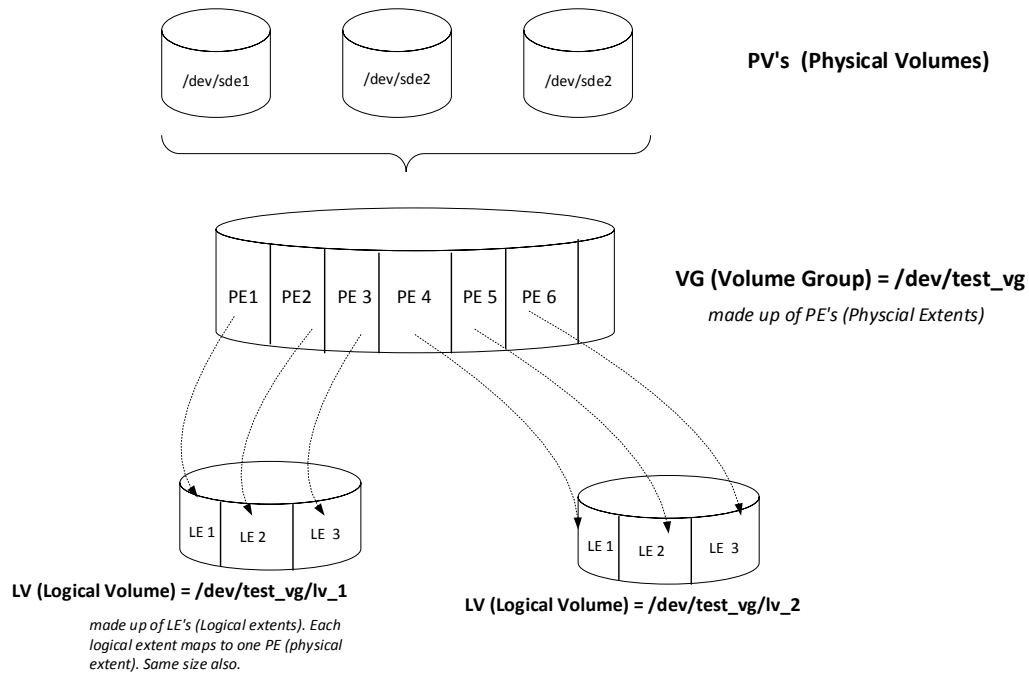 /dev/sde1
/dev/sde2
/dev/sde2
PV's (Physical Volumes)
PE1
PE2
PE 3
PE 4
PE 5
PE 6
VG (Volume Group) = /dev/test_vg
made up of PE's (Physcial Extents)
LE 1
LE 2
LE 3
LE 1
LE 2
LE 3
LV (Logical Volume) = /dev/test_vg/lv_1
LV (Logical Volume) = /dev/test_vg/lv_2
made up of LE's (Logical extents). Each
logical extent maps to one PE (physical
extent). Same size also.